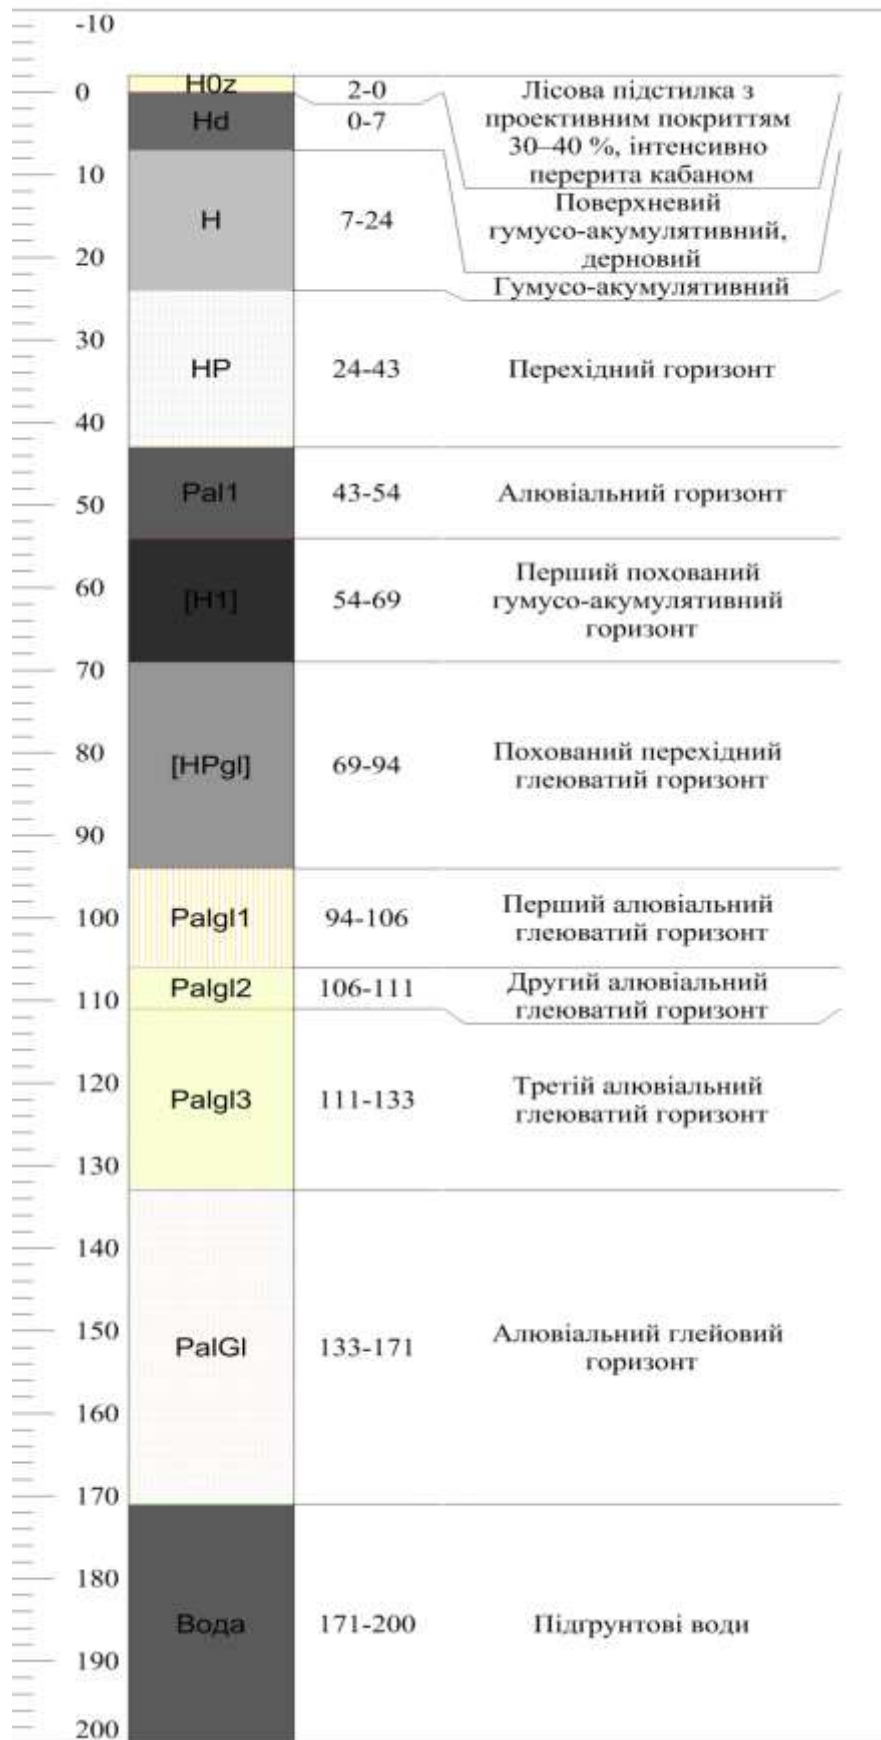 -10
0
10
20
30
40
50
60
70
80
90
100
110
120
130
140
150
160
170
180
190
200
H0z
2-0
Лісова підстилка з
проективним покриттям
30–40 %, інтенсивно
перерита кабаном
Hd
0-7
Поверхневий
гумусо-акумулятивний,
дерновий
H
7-24
Гумусо-акумулятивний
HP
24-43
Перехідний горизонт
Pal1
43-54
Алювіальний горизонт
[H1]
54-69
Перший похований
гумусо-акумулятивний
горизонт
[HPgl]
69-94
Похований перехідний
глеюватий горизонт
Palgl1
94-106
Перший алювіальний
глеюватий горизонт
Palgl2
106-111
Другий алювіальний
глеюватий горизонт
Palgl3
111-133
Третій алювіальний
глеюватий горизонт
PalGl
133-171
Алювіальний глейовий
горизонт
Вода
171-200
Підґрунтові води